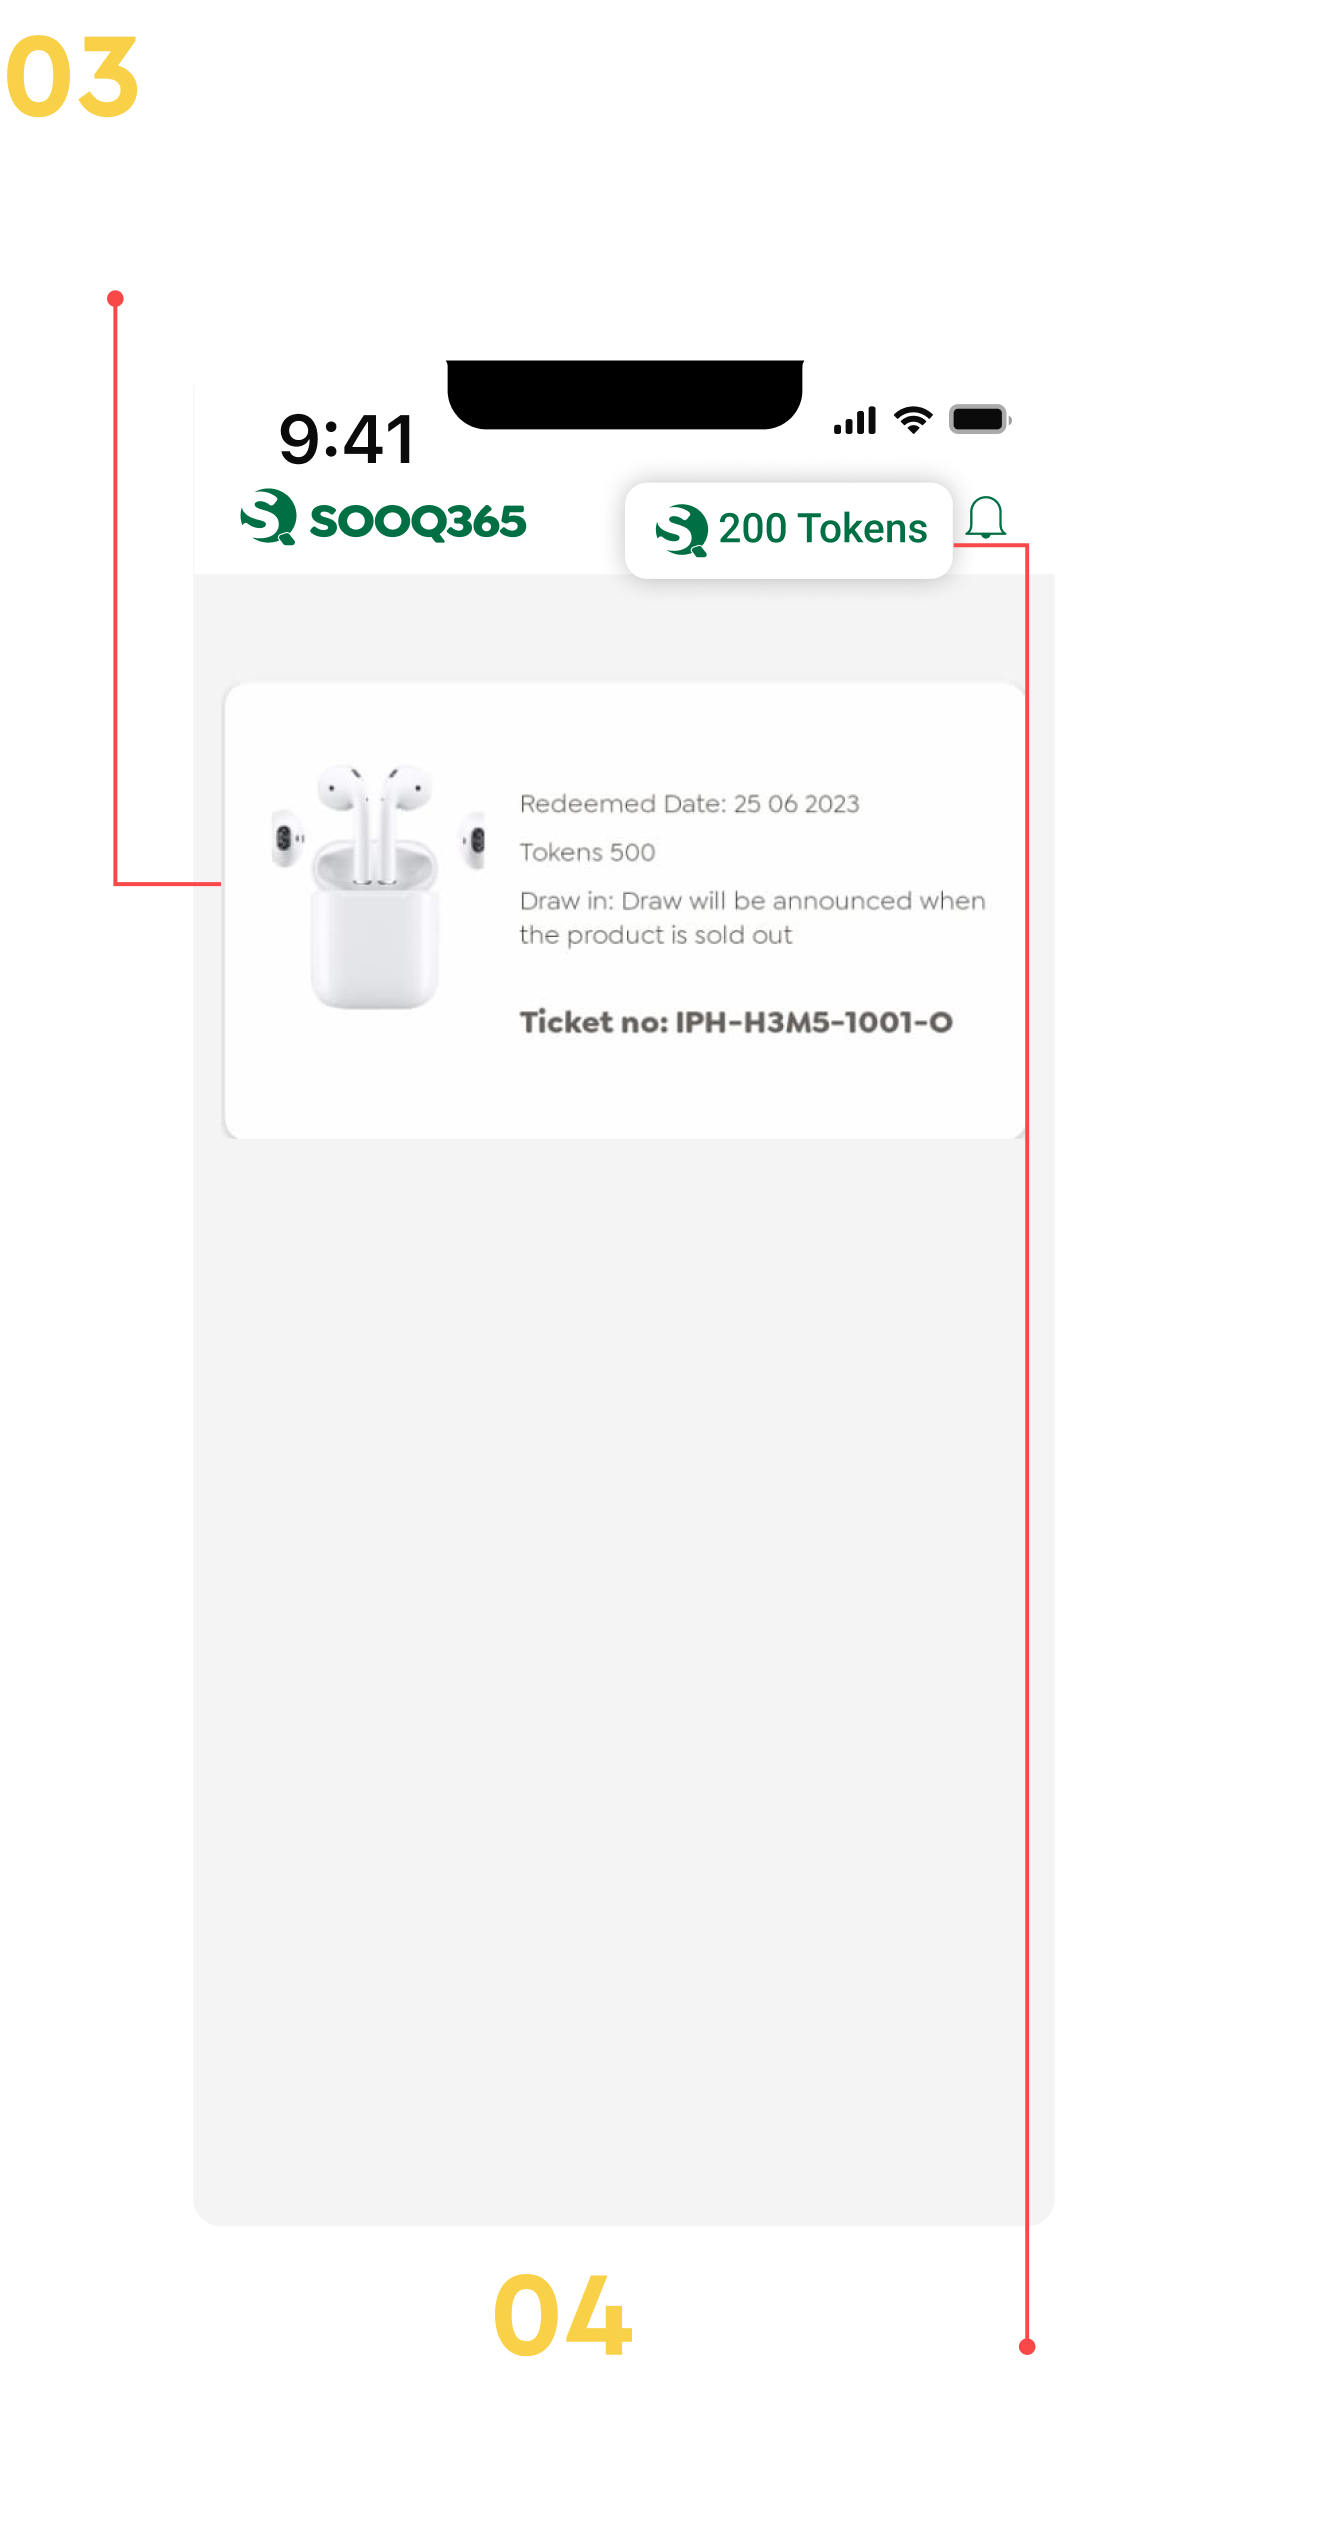 03
9:41
SOOQ365
200 Tokens
Redeemed Date: 25 06 2023
Tokens 500
Draw in: Draw will be announced when
the product is sold out
Ticket no: IPH-H3M5-1001-O
04